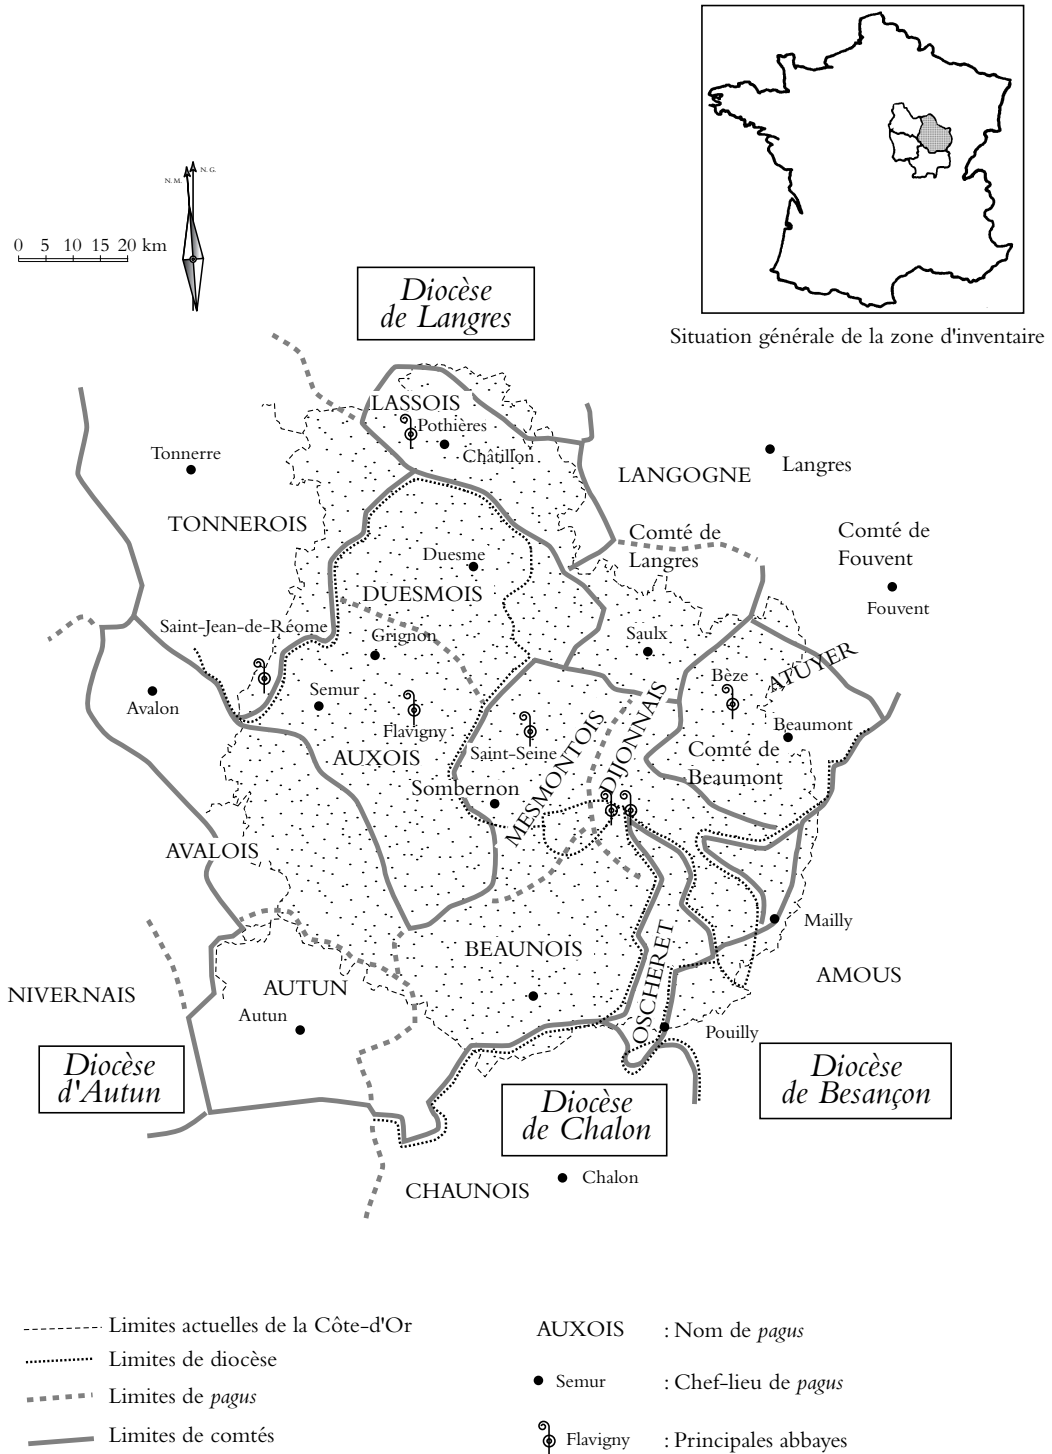 Situation générale de la zone d'inventaire
N. M.
N. G.
0 5 10 15 20 km
Diocèse
de Langres
LASSOIS
Pothières
Châtillon
Tonnerre
LANGOGNE
Langres
TONNEROIS
Comté de
Langres
Comté de
Fouvent
Fouvent
Duesme
DUESMOIS
Saint-Jean-de-Réome
Grignon
Saulx
ATUYER
Bèze
Avalon
Semur
Flavigny
Beaumont
AUXOIS
Saint-Seine
MESMONTOIS
DIJONNAIS
Comté de
Beaumont
Sombernon
AVALOIS
Mailly
BEAUNOIS
OSCHERET
AMOUS
NIVERNAIS
AUTUN
Autun
Pouilly
Diocèse
d'Autun
Diocèse
de Chalon
Diocèse
de Besançon
Chalon
CHAUNOIS
Limites actuelles de la Côte-d'Or
Limites de diocèse
Limites de pagus
Limites de comtés
AUXOIS : Nom de pagus
Semur : Chef-lieu de pagus
Flavigny : Principales abbayes